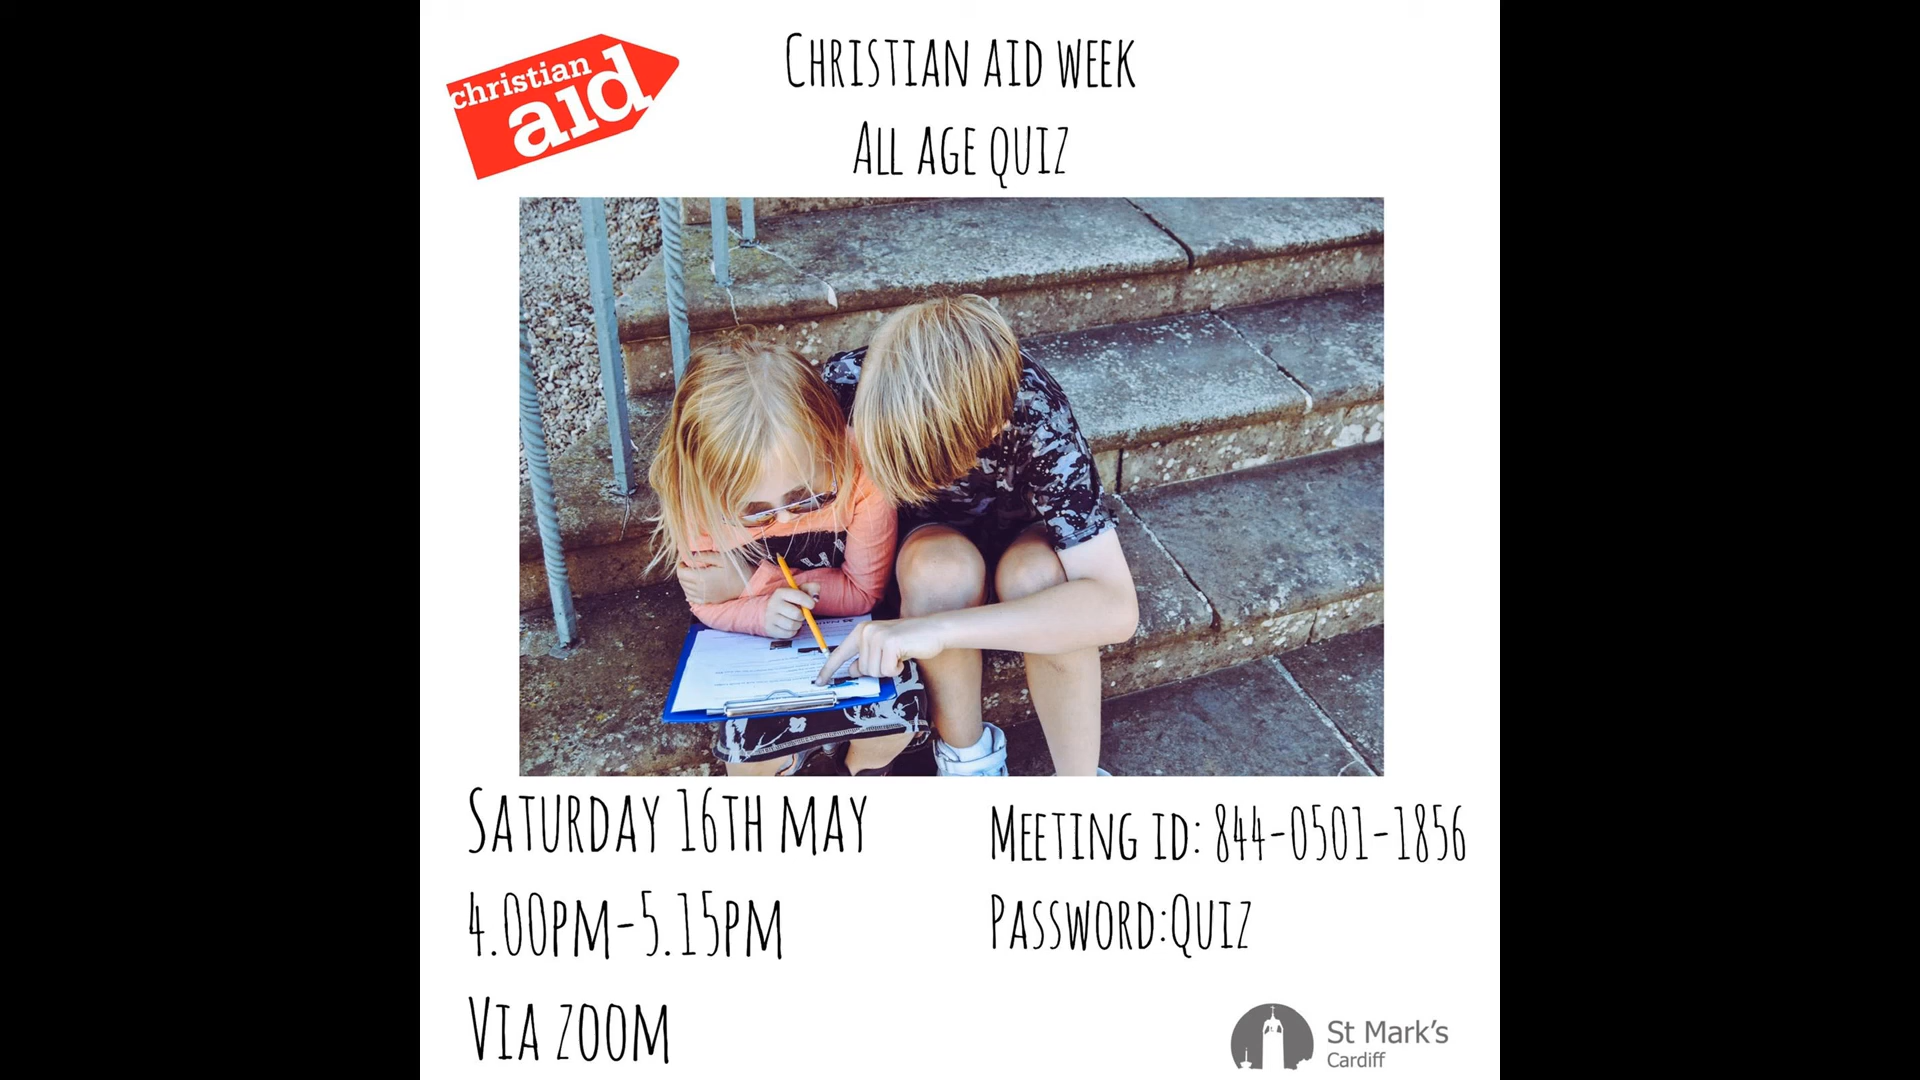 christian
aid
Christian aid week
All age quiz
Saturday 16th may
4.00pm-5.15pm
Via zoom
Meeting id: 844-0501-1856
Password:Quiz
St Mark's
Cardiff